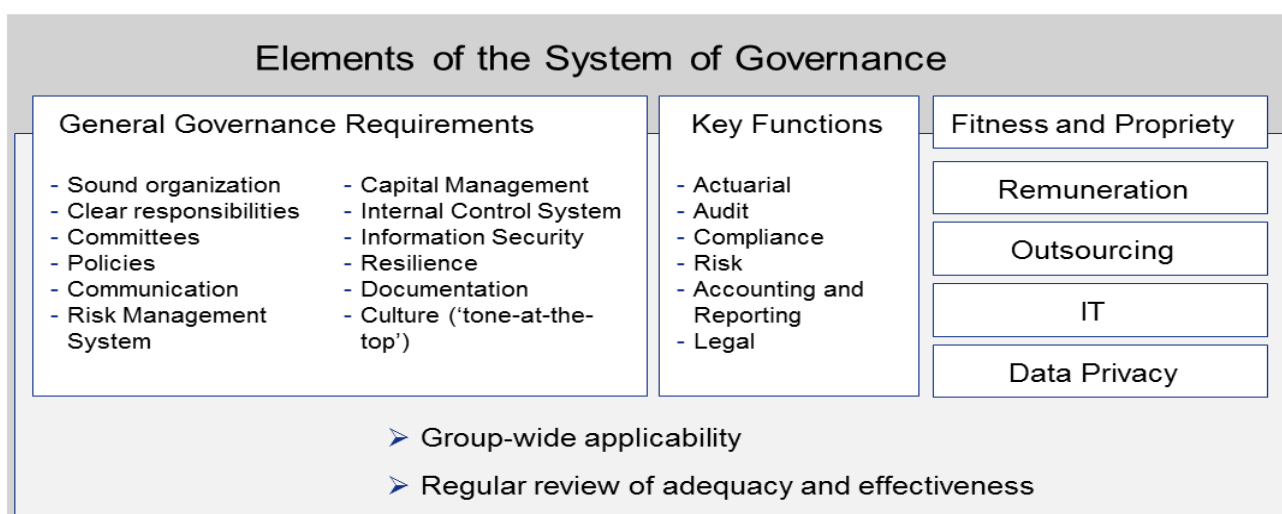 Elements of the System of Governance
General Governance Requirements
- Sound organization
- Clear responsibilities
- Committees
- Policies
- Communication
- Risk Management
System
- Capital Management
- Internal Control System
- Information Security
- Resilience
- Documentation
- Culture (‘tone-at-the-
top’)
Key Functions
- Actuarial
- Audit
- Compliance
- Risk
- Accounting and
Reporting
- Legal
Fitness and Propriety
Remuneration
Outsourcing
IT
Data Privacy
➢ Group-wide applicability
➢ Regular review of adequacy and effectiveness